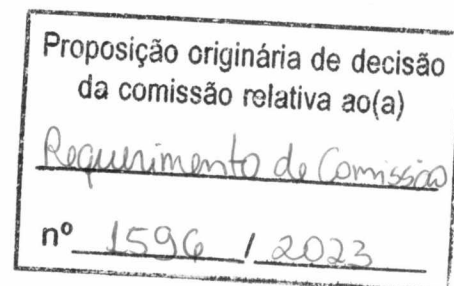 Proposição originária de decisão
da comissão relativa ao(a)
Requerimento de Comissão
nº 1596 / 2023